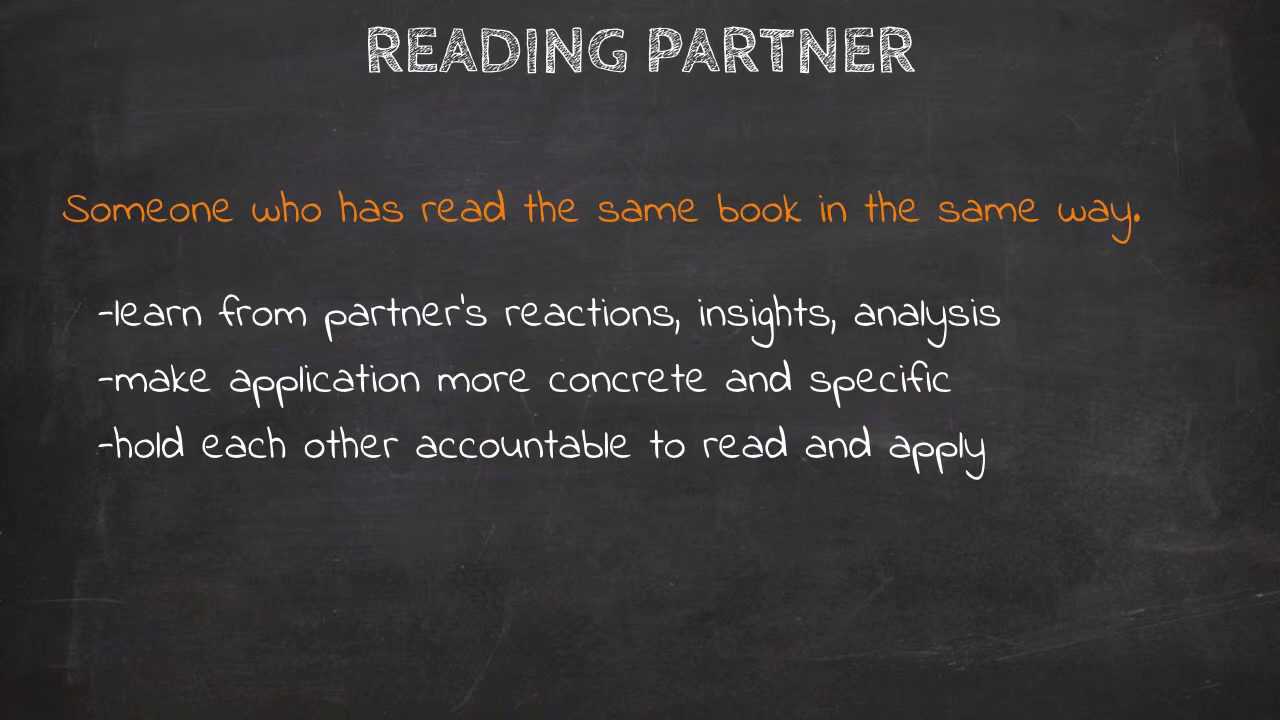 READING PARTNER
Someone who has read the same book in the same way.
-learn from partner's reactions, insights, analysis
-make application more concrete and specific
-hold each other accountable to read and apply